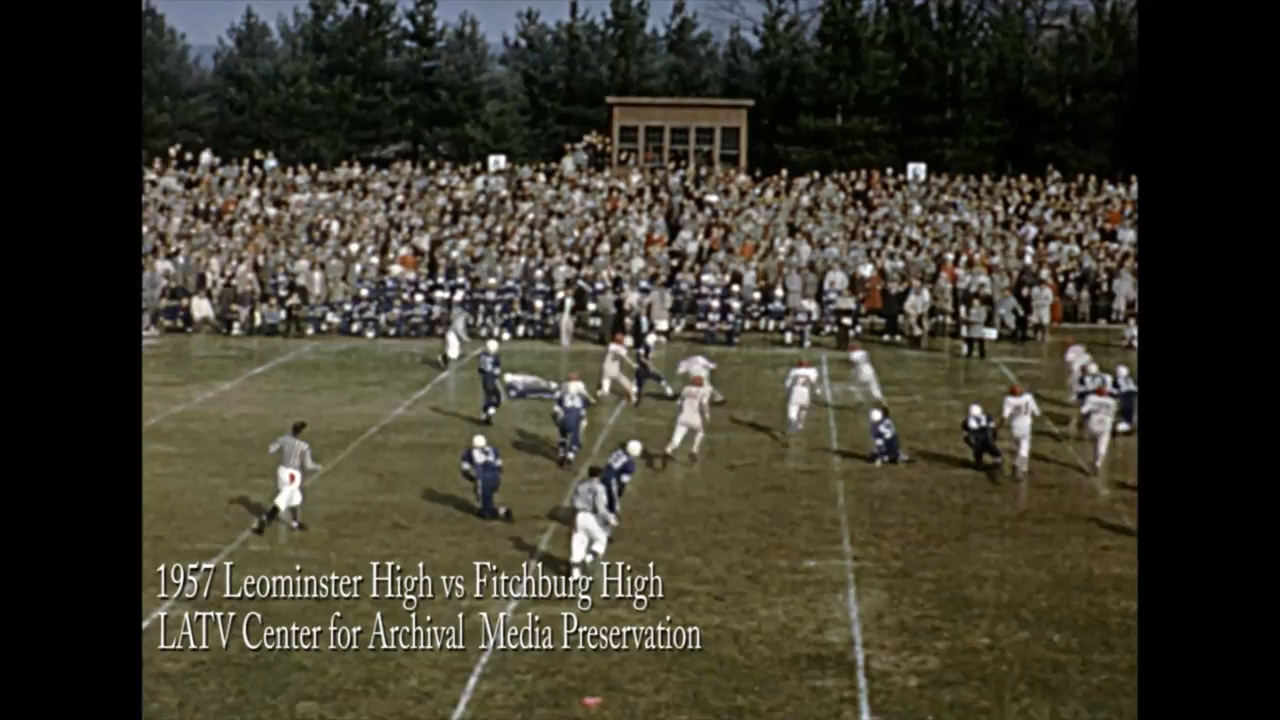 1957 Leominster High vs Fitchburg High
LATV Center for Archival Media Preservation